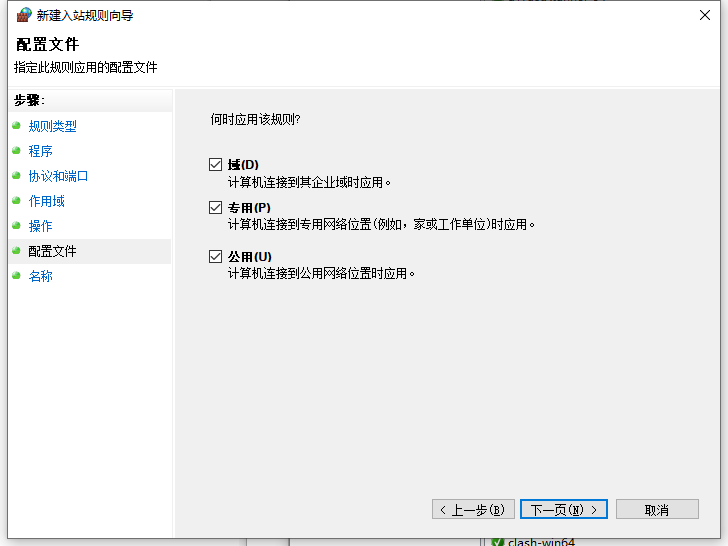 新建入站规则向导
配置文件
指定此规则应用的配置文件
步骤:
规则类型
程序
协议和端口
作用域
操作
配置文件
名称
何时应用该规则?
域(D)
计算机连接到其企业域时应用。
专用(P)
计算机连接到专用网络位置(例如，家或工作单位)时应用。
公用(U)
计算机连接到公用网络位置时应用。
< 上一步(B)
下一页(N) >
取消
clash-win64